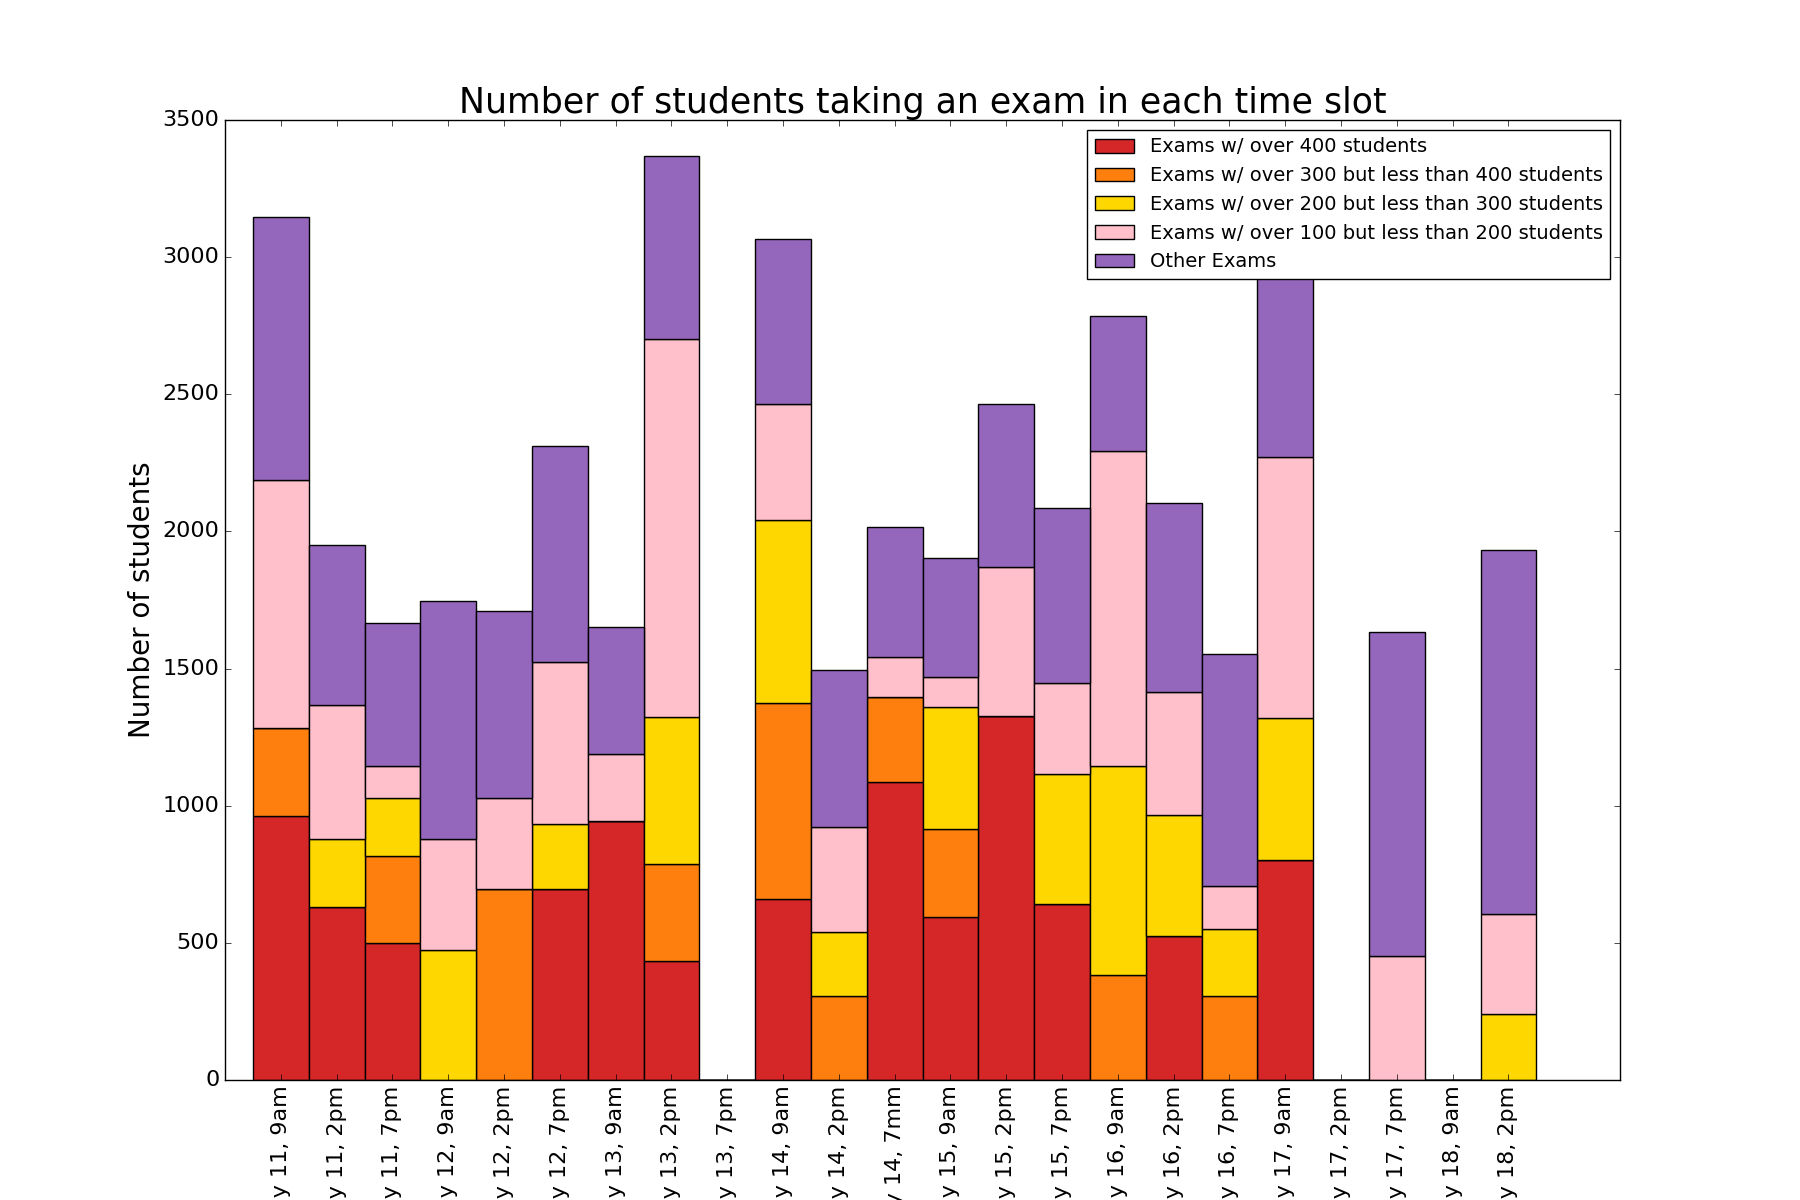 Number of students taking an exam in each time slot
Exams w/ over 400 students
Exams w/ over 300 but less than 400 students
Exams w/ over 200 but less than 300 students
Exams w/ over 100 but less than 200 students
Other Exams
Number of students
3500
3000
2500
2000
1500
1000
500
0
y 11, 9am
y 11, 2pm
y 11, 7pm
y 12, 9am
y 12, 2pm
y 12, 7pm
y 13, 9am
y 13, 2pm
y 13, 7pm
y 14, 9am
y 14, 2pm
y 14, 7mm
y 15, 9am
y 15, 2pm
y 15, 7pm
y 16, 9am
y 16, 2pm
y 16, 7pm
y 17, 9am
y 17, 2pm
y 17, 7pm
y 18, 9am
y 18, 2pm